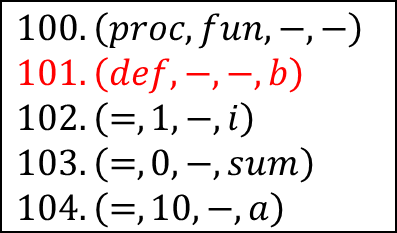 100. (proc, fun, −, −)
101. (def, −, −, b)
102. (=, 1, −, i)
103. (=, 0, −, sum)
104. (=, 10, −, a)